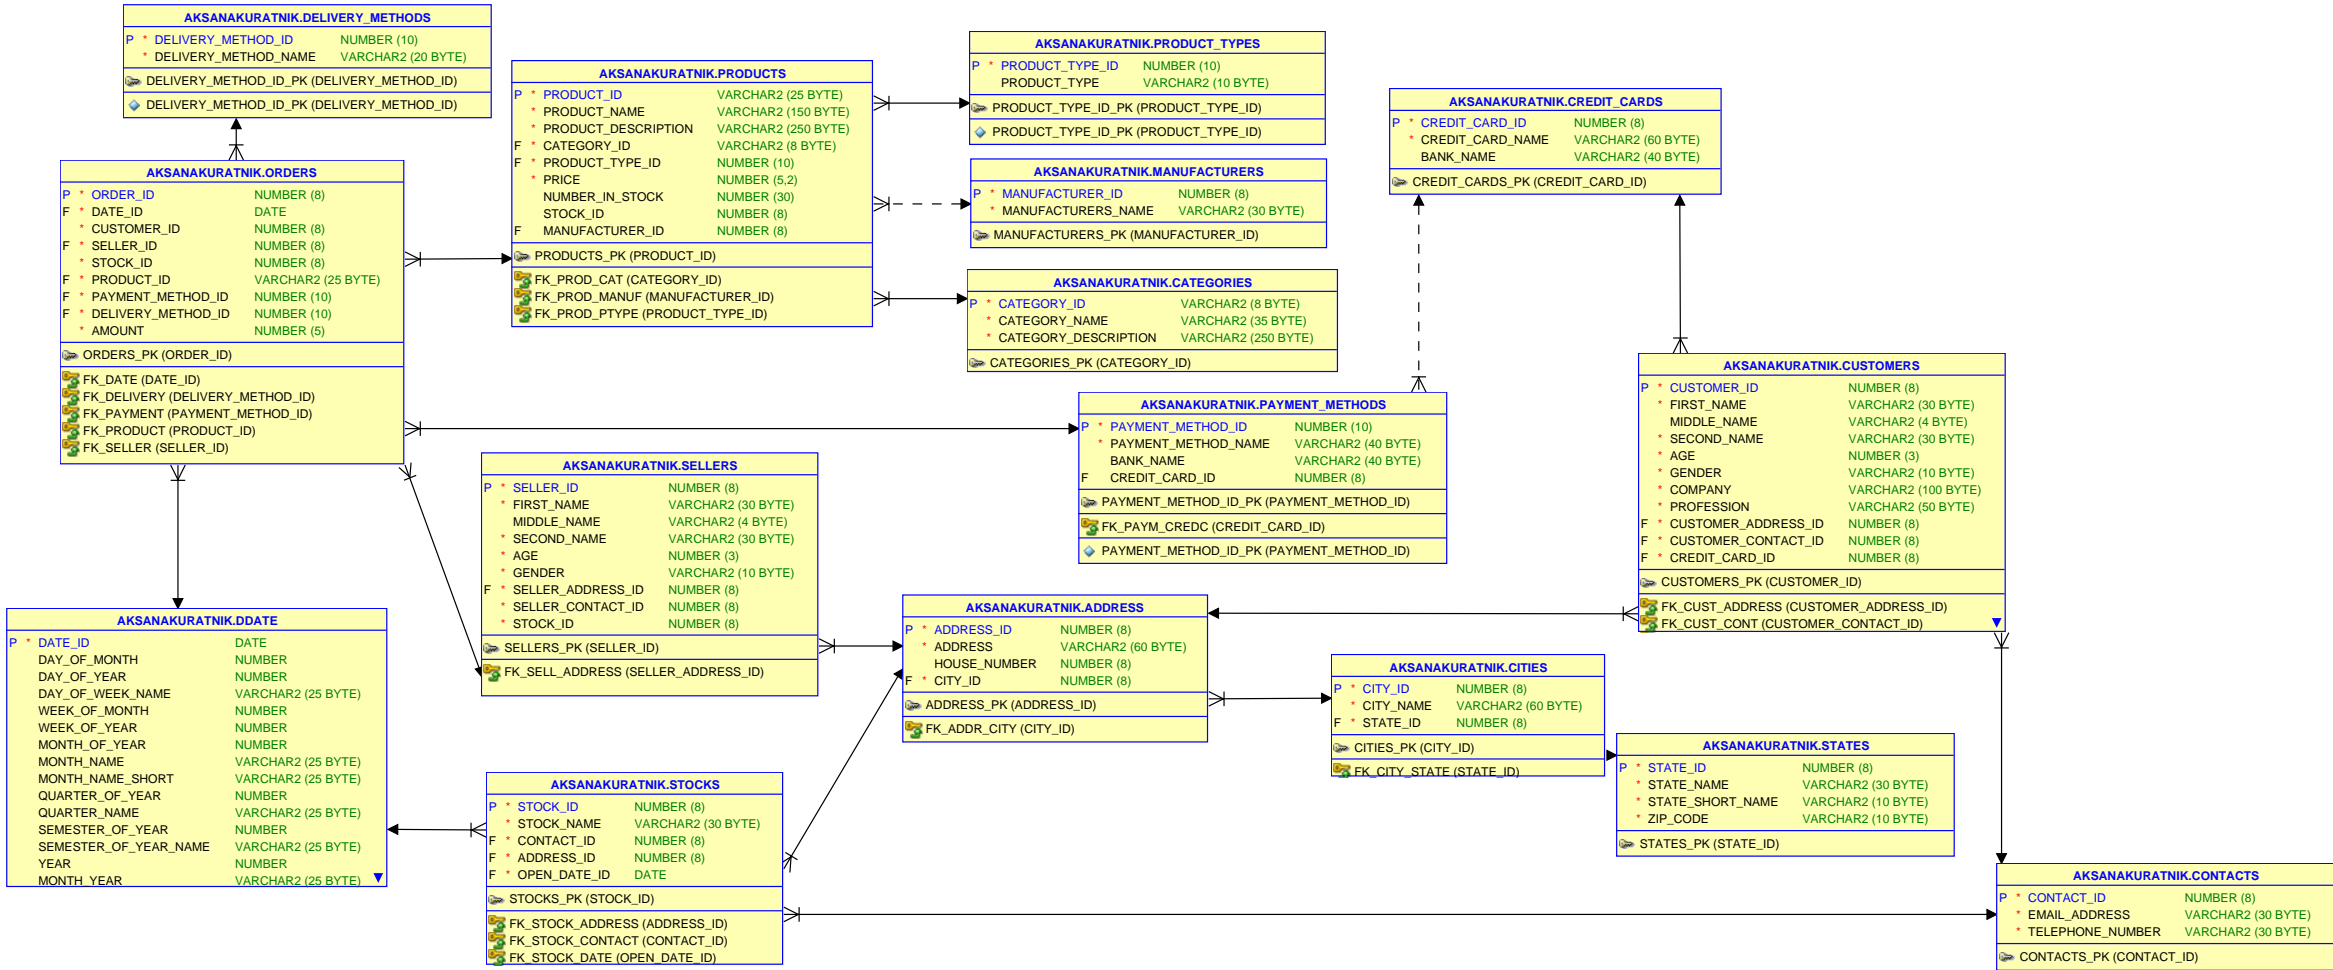 AKSANAKURATNIK.DELIVERY_METHODS
P * DELIVERY_METHOD_ID NUMBER (10)
* DELIVERY_METHOD_NAME VARCHAR2 (20 BYTE)
DELIVERY_METHOD_ID_PK (DELIVERY_METHOD_ID)
DELIVERY_METHOD_ID_PK (DELIVERY_METHOD_ID)
AKSANAKURATNIK.PRODUCTS
P * PRODUCT_ID VARCHAR2 (25 BYTE)
* PRODUCT_NAME VARCHAR2 (150 BYTE)
* PRODUCT_DESCRIPTION VARCHAR2 (250 BYTE)
F * CATEGORY_ID VARCHAR2 (8 BYTE)
F * PRODUCT_TYPE_ID NUMBER (10)
* PRICE NUMBER (5,2)
NUMBER_IN_STOCK NUMBER (30)
STOCK_ID NUMBER (8)
F MANUFACTURER_ID NUMBER (8)
PRODUCTS_PK (PRODUCT_ID)
FK_PROD_CAT (CATEGORY_ID)
FK_PROD_MANUF (MANUFACTURER_ID)
FK_PROD_PTYPE (PRODUCT_TYPE_ID)
AKSANAKURATNIK.PRODUCT_TYPES
P * PRODUCT_TYPE_ID NUMBER (10)
PRODUCT_TYPE VARCHAR2 (10 BYTE)
PRODUCT_TYPE_ID_PK (PRODUCT_TYPE_ID)
PRODUCT_TYPE_ID_PK (PRODUCT_TYPE_ID)
AKSANAKURATNIK.MANUFACTURERS
P * MANUFACTURER_ID NUMBER (8)
* MANUFACTURERS_NAME VARCHAR2 (30 BYTE)
MANUFACTURERS_PK (MANUFACTURER_ID)
AKSANAKURATNIK.CATEGORIES
P * CATEGORY_ID VARCHAR2 (8 BYTE)
* CATEGORY_NAME VARCHAR2 (35 BYTE)
* CATEGORY_DESCRIPTION VARCHAR2 (250 BYTE)
CATEGORIES_PK (CATEGORY_ID)
AKSANAKURATNIK.CREDIT_CARDS
P * CREDIT_CARD_ID NUMBER (8)
* CREDIT_CARD_NAME VARCHAR2 (60 BYTE)
BANK_NAME VARCHAR2 (40 BYTE)
CREDIT_CARDS_PK (CREDIT_CARD_ID)
AKSANAKURATNIK.ORDERS
P * ORDER_ID NUMBER (8)
F * DATE_ID DATE
* CUSTOMER_ID NUMBER (8)
F * SELLER_ID NUMBER (8)
* STOCK_ID NUMBER (8)
F * PRODUCT_ID VARCHAR2 (25 BYTE)
F * PAYMENT_METHOD_ID NUMBER (10)
F * DELIVERY_METHOD_ID NUMBER (10)
* AMOUNT NUMBER (5)
ORDERS_PK (ORDER_ID)
FK_DATE (DATE_ID)
FK_DELIVERY (DELIVERY_METHOD_ID)
FK_PAYMENT (PAYMENT_METHOD_ID)
FK_PRODUCT (PRODUCT_ID)
FK_SELLER (SELLER_ID)
AKSANAKURATNIK.PAYMENT_METHODS
P * PAYMENT_METHOD_ID NUMBER (10)
* PAYMENT_METHOD_NAME VARCHAR2 (40 BYTE)
BANK_NAME VARCHAR2 (40 BYTE)
F CREDIT_CARD_ID NUMBER (8)
PAYMENT_METHOD_ID_PK (PAYMENT_METHOD_ID)
FK_PAYM_CREDC (CREDIT_CARD_ID)
PAYMENT_METHOD_ID_PK (PAYMENT_METHOD_ID)
AKSANAKURATNIK.CUSTOMERS
P * CUSTOMER_ID NUMBER (8)
* FIRST_NAME VARCHAR2 (30 BYTE)
MIDDLE_NAME VARCHAR2 (4 BYTE)
* SECOND_NAME VARCHAR2 (30 BYTE)
* AGE NUMBER (3)
* GENDER VARCHAR2 (10 BYTE)
* COMPANY VARCHAR2 (100 BYTE)
* PROFESSION VARCHAR2 (50 BYTE)
F * CUSTOMER_ADDRESS_ID NUMBER (8)
F * CUSTOMER_CONTACT_ID NUMBER (8)
F * CREDIT_CARD_ID NUMBER (8)
CUSTOMERS_PK (CUSTOMER_ID)
FK_CUST_ADDRESS (CUSTOMER_ADDRESS_ID)
FK_CUST_CONT (CUSTOMER_CONTACT_ID)
AKSANAKURATNIK.SELLERS
P * SELLER_ID NUMBER (8)
* FIRST_NAME VARCHAR2 (30 BYTE)
MIDDLE_NAME VARCHAR2 (4 BYTE)
* SECOND_NAME VARCHAR2 (30 BYTE)
* AGE NUMBER (3)
* GENDER VARCHAR2 (10 BYTE)
F * SELLER_ADDRESS_ID NUMBER (8)
* SELLER_CONTACT_ID NUMBER (8)
* STOCK_ID NUMBER (8)
SELLERS_PK (SELLER_ID)
FK_SELL_ADDRESS (SELLER_ADDRESS_ID)
AKSANAKURATNIK.DDATE
P * DATE_ID DATE
DAY_OF_MONTH NUMBER
DAY_OF_YEAR NUMBER
DAY_OF_WEEK_NAME VARCHAR2 (25 BYTE)
WEEK_OF_MONTH NUMBER
WEEK_OF_YEAR NUMBER
MONTH_OF_YEAR NUMBER
MONTH_NAME VARCHAR2 (25 BYTE)
MONTH_NAME_SHORT VARCHAR2 (25 BYTE)
QUARTER_OF_YEAR NUMBER
QUARTER_NAME VARCHAR2 (25 BYTE)
SEMESTER_OF_YEAR NUMBER
SEMESTER_OF_YEAR_NAME VARCHAR2 (25 BYTE)
YEAR NUMBER
MONTH_YEAR VARCHAR2 (25 BYTE)
AKSANAKURATNIK.ADDRESS
P * ADDRESS_ID NUMBER (8)
* ADDRESS VARCHAR2 (60 BYTE)
HOUSE_NUMBER NUMBER (8)
F * CITY_ID NUMBER (8)
ADDRESS_PK (ADDRESS_ID)
FK_ADDR_CITY (CITY_ID)
AKSANAKURATNIK.CITIES
P * CITY_ID NUMBER (8)
* CITY_NAME VARCHAR2 (60 BYTE)
F * STATE_ID NUMBER (8)
CITIES_PK (CITY_ID)
FK_CITY_STATE (STATE_ID)
AKSANAKURATNIK.STATES
P * STATE_ID NUMBER (8)
* STATE_NAME VARCHAR2 (30 BYTE)
* STATE_SHORT_NAME VARCHAR2 (10 BYTE)
* ZIP_CODE VARCHAR2 (10 BYTE)
STATES_PK (STATE_ID)
AKSANAKURATNIK.STOCKS
P * STOCK_ID NUMBER (8)
* STOCK_NAME VARCHAR2 (30 BYTE)
F * CONTACT_ID NUMBER (8)
F * ADDRESS_ID NUMBER (8)
F * OPEN_DATE_ID DATE
STOCKS_PK (STOCK_ID)
FK_STOCK_ADDRESS (ADDRESS_ID)
FK_STOCK_CONTACT (CONTACT_ID)
FK_STOCK_DATE (OPEN_DATE_ID)
AKSANAKURATNIK.CONTACTS
P * CONTACT_ID NUMBER (8)
* EMAIL_ADDRESS VARCHAR2 (30 BYTE)
* TELEPHONE_NUMBER VARCHAR2 (30 BYTE)
CONTACTS_PK (CONTACT_ID)